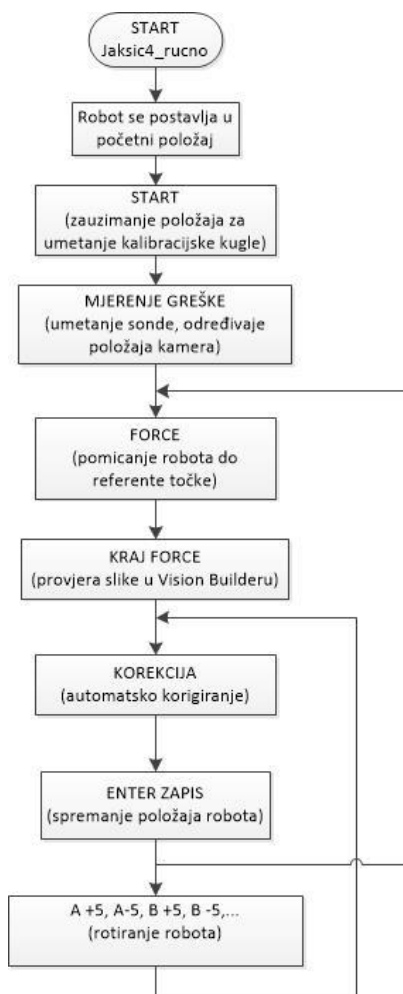 START
Jaksic4_rucno
Robot se postavlja u
početni položaj
START
(zauzimanje položaja za
umetanje kalibracijske kugle)
MJERENJE GREŠKE
(umetanje sonde, određivaje
položaja kamera)
FORCE
(pomicanje robota do
referente točke)
KRAJ FORCE
(provjera slike u Vision Builderu)
KOREKCIJA
(automatsko korigiranje)
ENTER ZAPIS
(spremanje položaja robota)
A +5, A-5, B +5, B -5,...
(rotiranje robota)